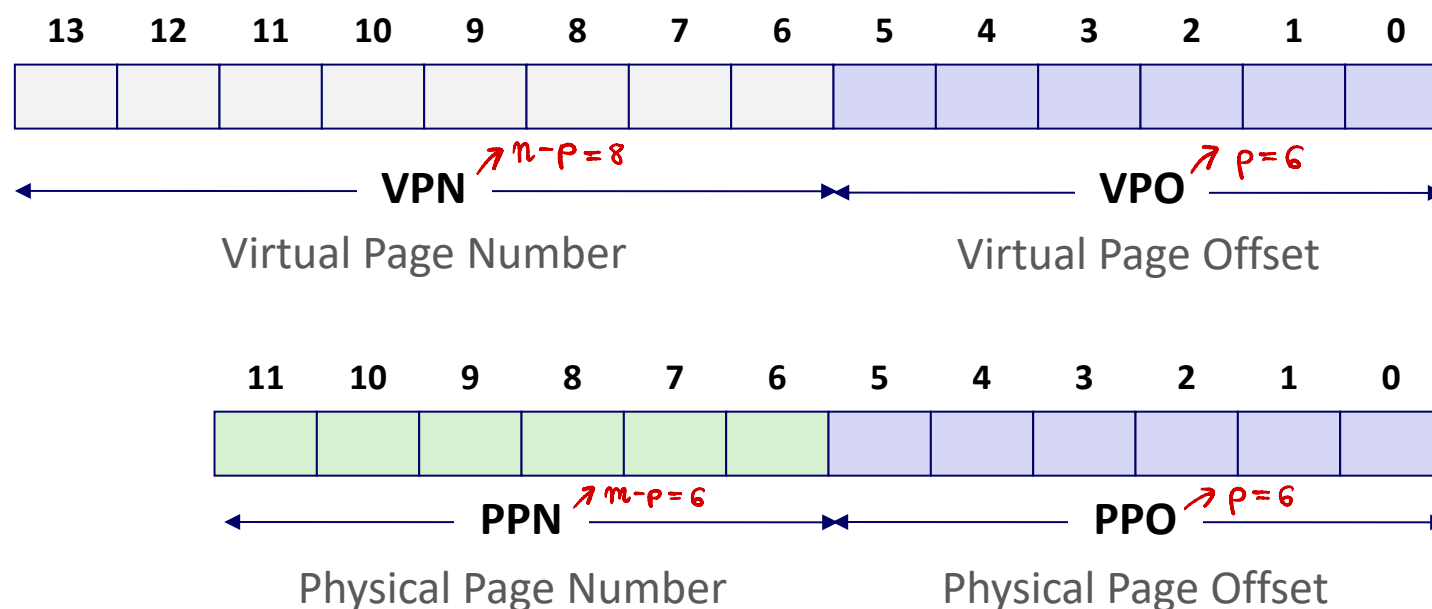 13 12 11 10 9 8 7 6 5 4 3 2 1 0
n-p=8 p=6
VPN VPO
Virtual Page Number Virtual Page Offset
11 10 9 8 7 6 5 4 3 2 1 0
m-p=6 p=6
PPN PPO
Physical Page Number Physical Page Offset